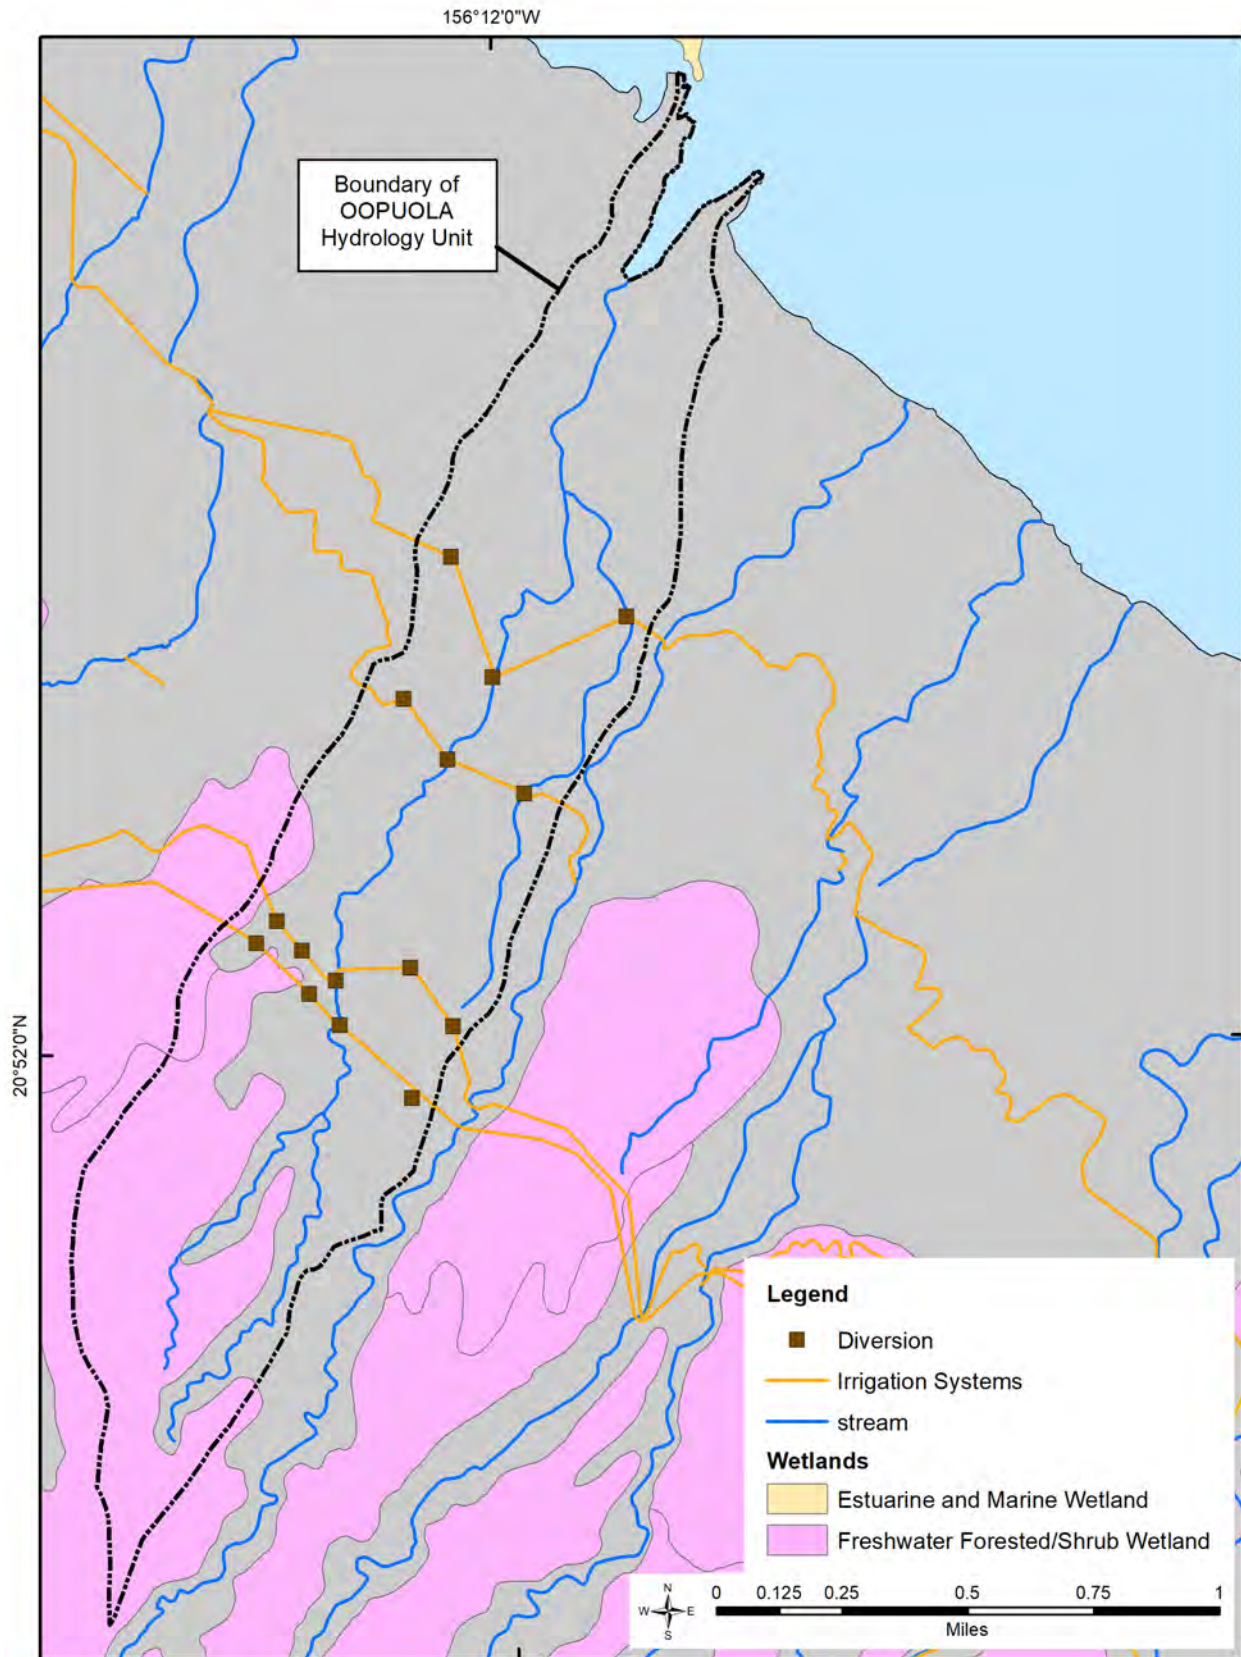 156°12'0"W
Boundary of
OOPUOLA
Hydrology Unit
20°52'0"N
Legend
Diversion
Irrigation Systems
stream
Wetlands
Estuarine and Marine Wetland
Freshwater Forested/Shrub Wetland
N
W E
S
0 0.125 0.25 0.5 0.75 1
Miles